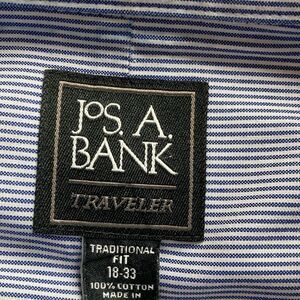 JOS. A.
BANK
TRAVELER
TRADITIONAL
FIT
18-33
100% COTTON
MADE IN